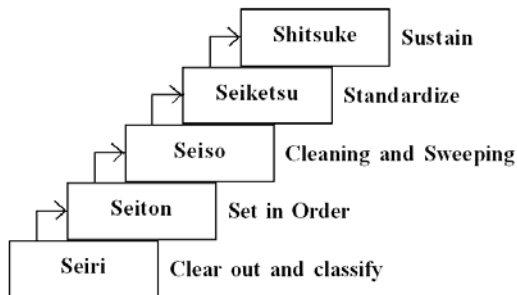 Shitsuke Sustain
Seiketsu Standardize
Seiso Cleaning and Sweeping
Seiton Set in Order
Seiri Clear out and classify